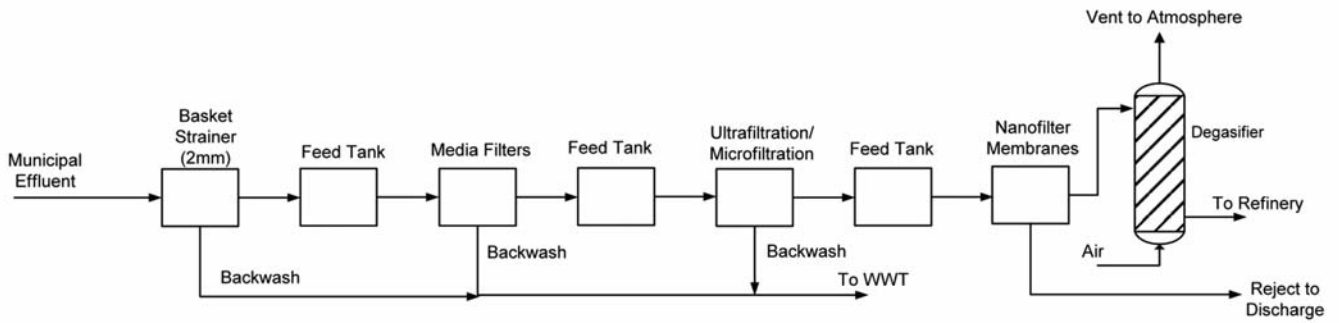 Vent to Atmosphere
Basket
Strainer
(2mm)
Municipal
Effluent
Feed Tank
Media Filters
Feed Tank
Ultrafiltration/
Microfiltration
Feed Tank
Nanofilter
Membranes
Degasifier
To Refinery
Air
Backwash
Backwash
Backwash
To WWT
Reject to
Discharge